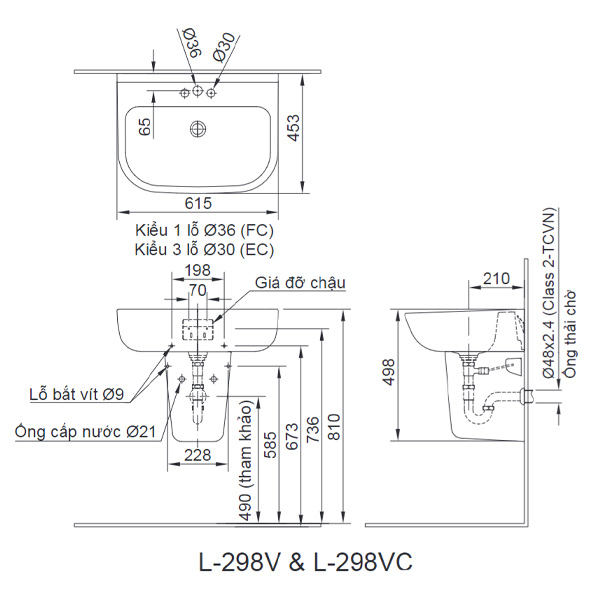 Ø36
Ø30
65
453
615
Kiểu 1 lỗ Ø36 (FC)
Kiểu 3 lỗ Ø30 (EC)
198
70
Giá đỡ chậu
Lỗ bắt vít Ø9
Ống cấp nước Ø21
228
490 (tham khảo)
585
673
736
810
210
498
Ø48x2.4 (Class 2-TCVN)
Ống thải chờ
L-298V & L-298VC